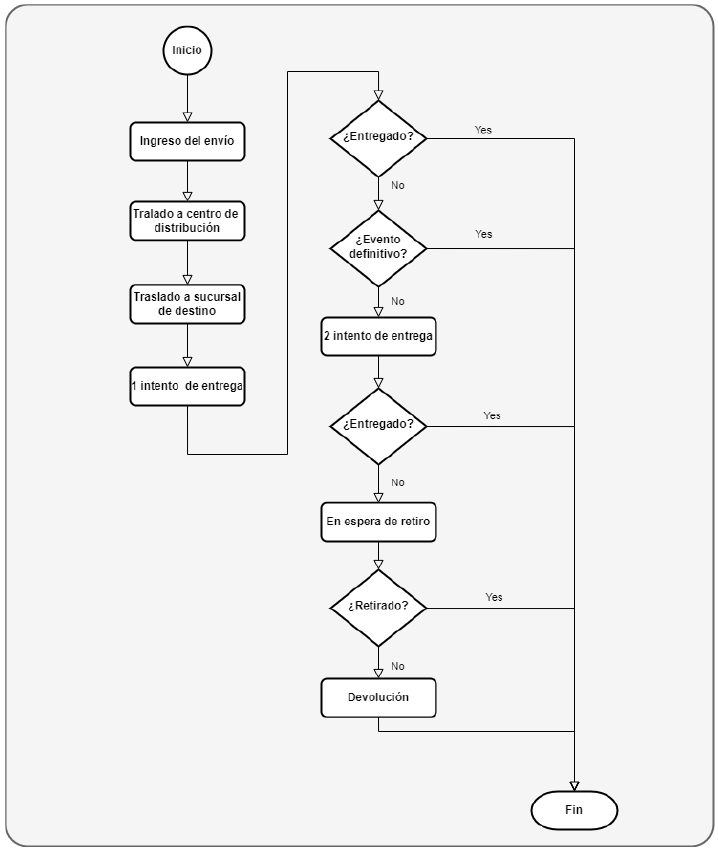 Inicio
Ingreso del envío
Tralado a centro de
distribución
Traslado a sucursal
de destino
1 intento de entrega
¿Entregado?
Yes
No
¿Evento
definitivo?
Yes
No
2 intento de entrega
¿Entregado?
Yes
No
En espera de retiro
¿Retirado?
Yes
No
Devolución
Fin